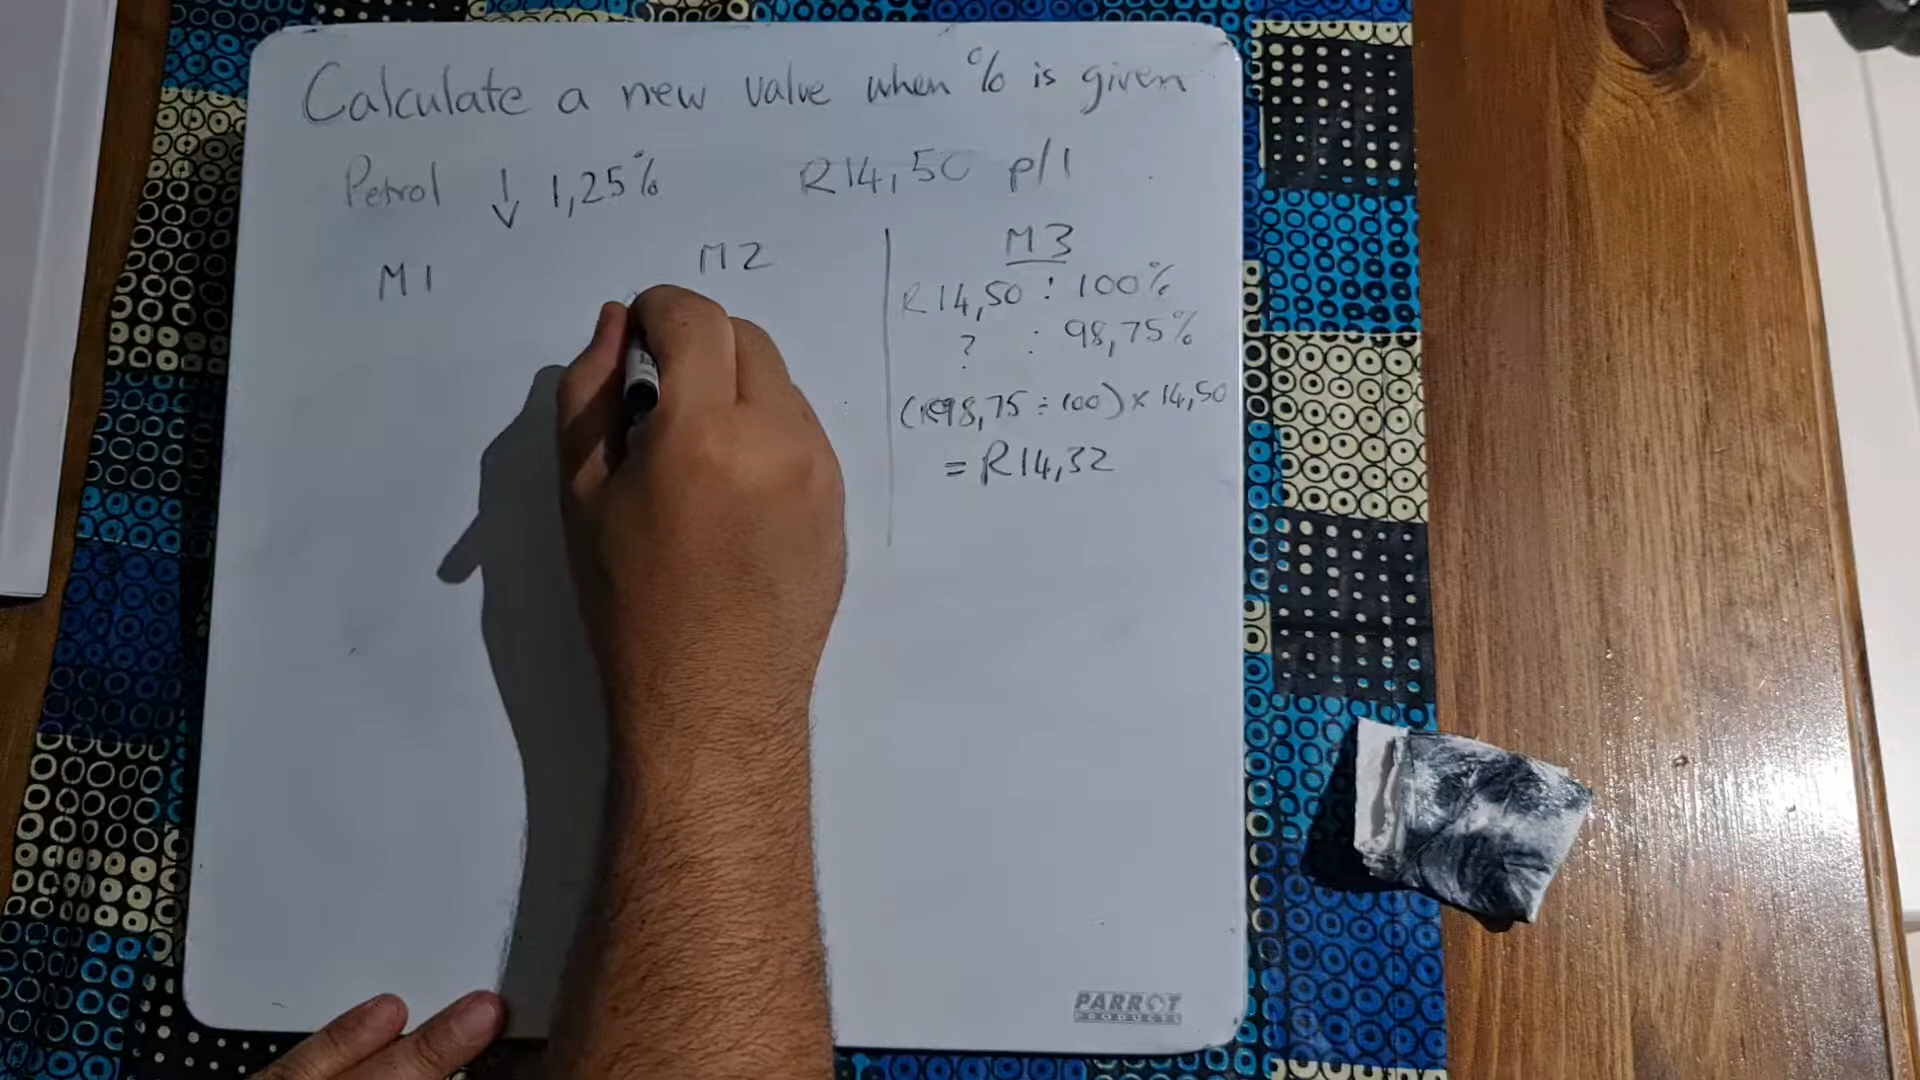 Calculate a new value when % is given
Petrol ↓ 1,25% R14,50 p/l
M1
M2
M3
R14,50 : 100%
? : 98,75%
(98,75 ÷ 100) × 14,50
= R14,32
PARROT
PRODUCTS